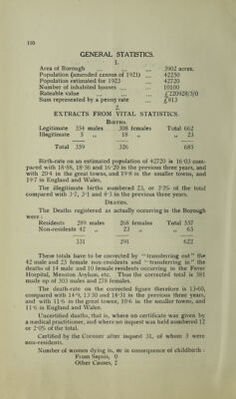 110
GENERAL STATISTICS.
1.
Area of Borough ... ... 3902 acres.
Population (amended census of 1921) ... 42250
Population estimated for 1923 ... 42720
Number of inhabited houses ... ... 10100
Rateable value ... ... £220928/3/0
Sum represented by a penny rate ... £813
2.
EXTRACTS FROM VITAL STATISTICS.
BIRTHS.
Legitimate 354 males 308 females Total 662
Illegitimate 5 ,, 18 ,, ,, 23
Total 359 326 685
Birth-rate on an estimated population of 42720 is 16·03 compared with
18·68, 18·36 and 16·20 in the previous three years, and
with 20·4 in the great towns, and 19·8 in the smaller towns, and
19·7 in England and Wales.
The illegitimate births numbered 23, or 3·35% of the total
compared with 3·7, 3·1 and 4·3 in the previous three years.
DEATHS.
The Deaths registered as actually occurring in the Borough
were :
Residents 289 males 268 females Total 557
Non-residents 42 ,, 23 ,, ,, 65
331 291 622
These totals have to be corrected by "transferring out" the
42 male and 23 female non-residents and "transferring in" the
deaths of 14 male and 10 female residents occurring in the Fever
Hospital, Menston Asylum, etc. Thus the corrected total is 581
made up of 303 males and 278 females.
The death-rate on the corrected figure therefore is 13·60,
compared with 14·9, 13·30 and 14·31 in the previous three years,
and with 11·6 in the great towns, 10·6 in the smaller towns, and
11·6 in England and Wales.
Uncertified deaths, that is, where no certificate was given by
a medical practitioner, and where no inquest was held numbered 12
or 2·0% of the total.
Certified by the Coroner after inquest 31, of whom 3 were
non-residents.
Number of women dying in, or in consequence of childbirth :
From Sepsis, 0
Other Causes, 2